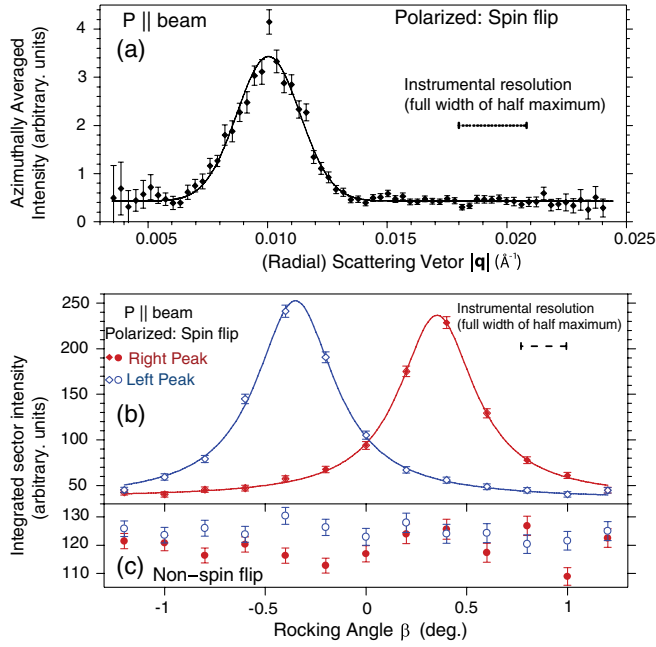 P || beam
Polarized: Spin flip
(a)
Instrumental resolution
(full width of half maximum)
Azimuthally Averaged
Intensity (arbitrary. units)
4
3
2
1
0
0.005
0.010
0.015
0.020
0.025
(Radial) Scattering Vetor |q| (Å⁻¹)
P || beam
Polarized: Spin flip
Right Peak
Left Peak
(b)
Instrumental resolution
(full width of half maximum)
Integrated sector intensity
(arbitrary. units)
250
200
150
100
50
130
120
110
(c)
Non-spin flip
-1
-0.5
0
0.5
1
Rocking Angle β (deg.)